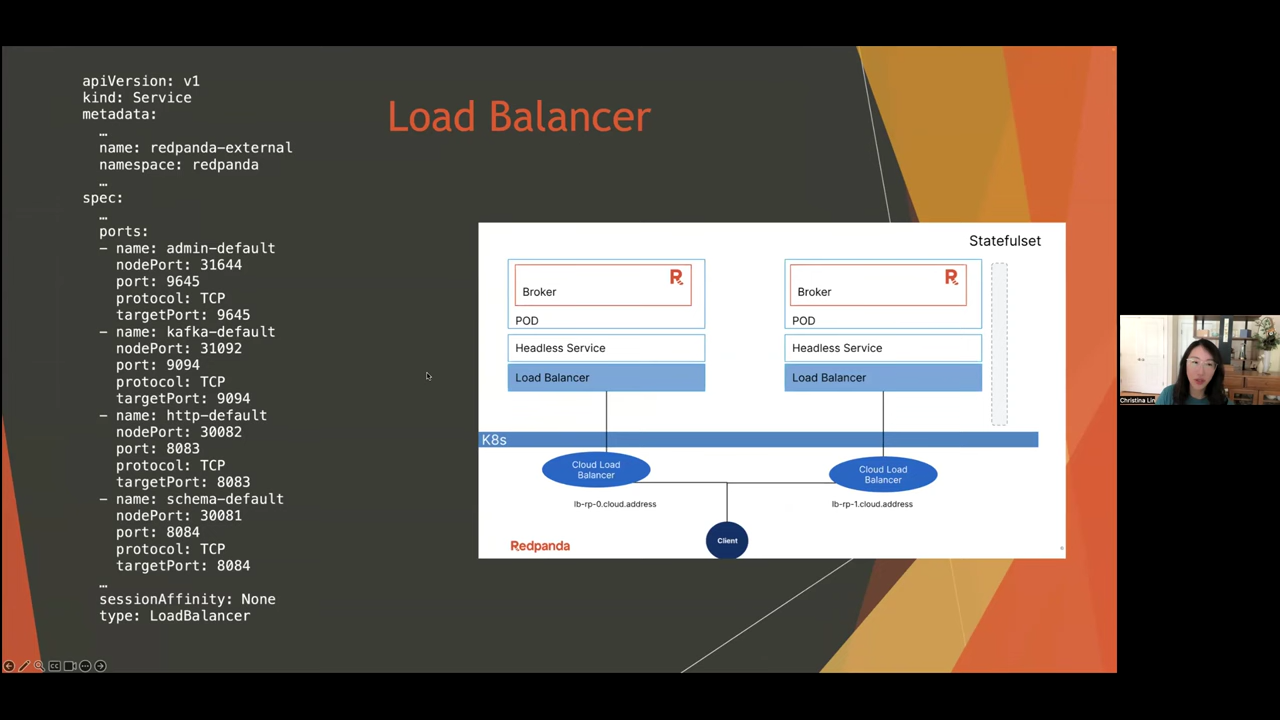 apiVersion: v1
kind: Service
metadata:
…
name: redpanda-external
namespace: redpanda
…
spec:
…
ports:
– name: admin-default
nodePort: 31644
port: 9645
protocol: TCP
targetPort: 9645
– name: kafka-default
nodePort: 31092
port: 9094
protocol: TCP
targetPort: 9094
– name: http-default
nodePort: 30082
port: 8083
protocol: TCP
targetPort: 8083
– name: schema-default
nodePort: 30081
port: 8084
protocol: TCP
targetPort: 8084
…
sessionAffinity: None
type: LoadBalancer
Load Balancer
Statefulset
Broker
POD
Headless Service
Load Balancer
Broker
POD
Headless Service
Load Balancer
K8s
Cloud Load
Balancer
lb-rp-0.cloud.address
Cloud Load
Balancer
lb-rp-1.cloud.address
Client
Redpanda
Christina Lin